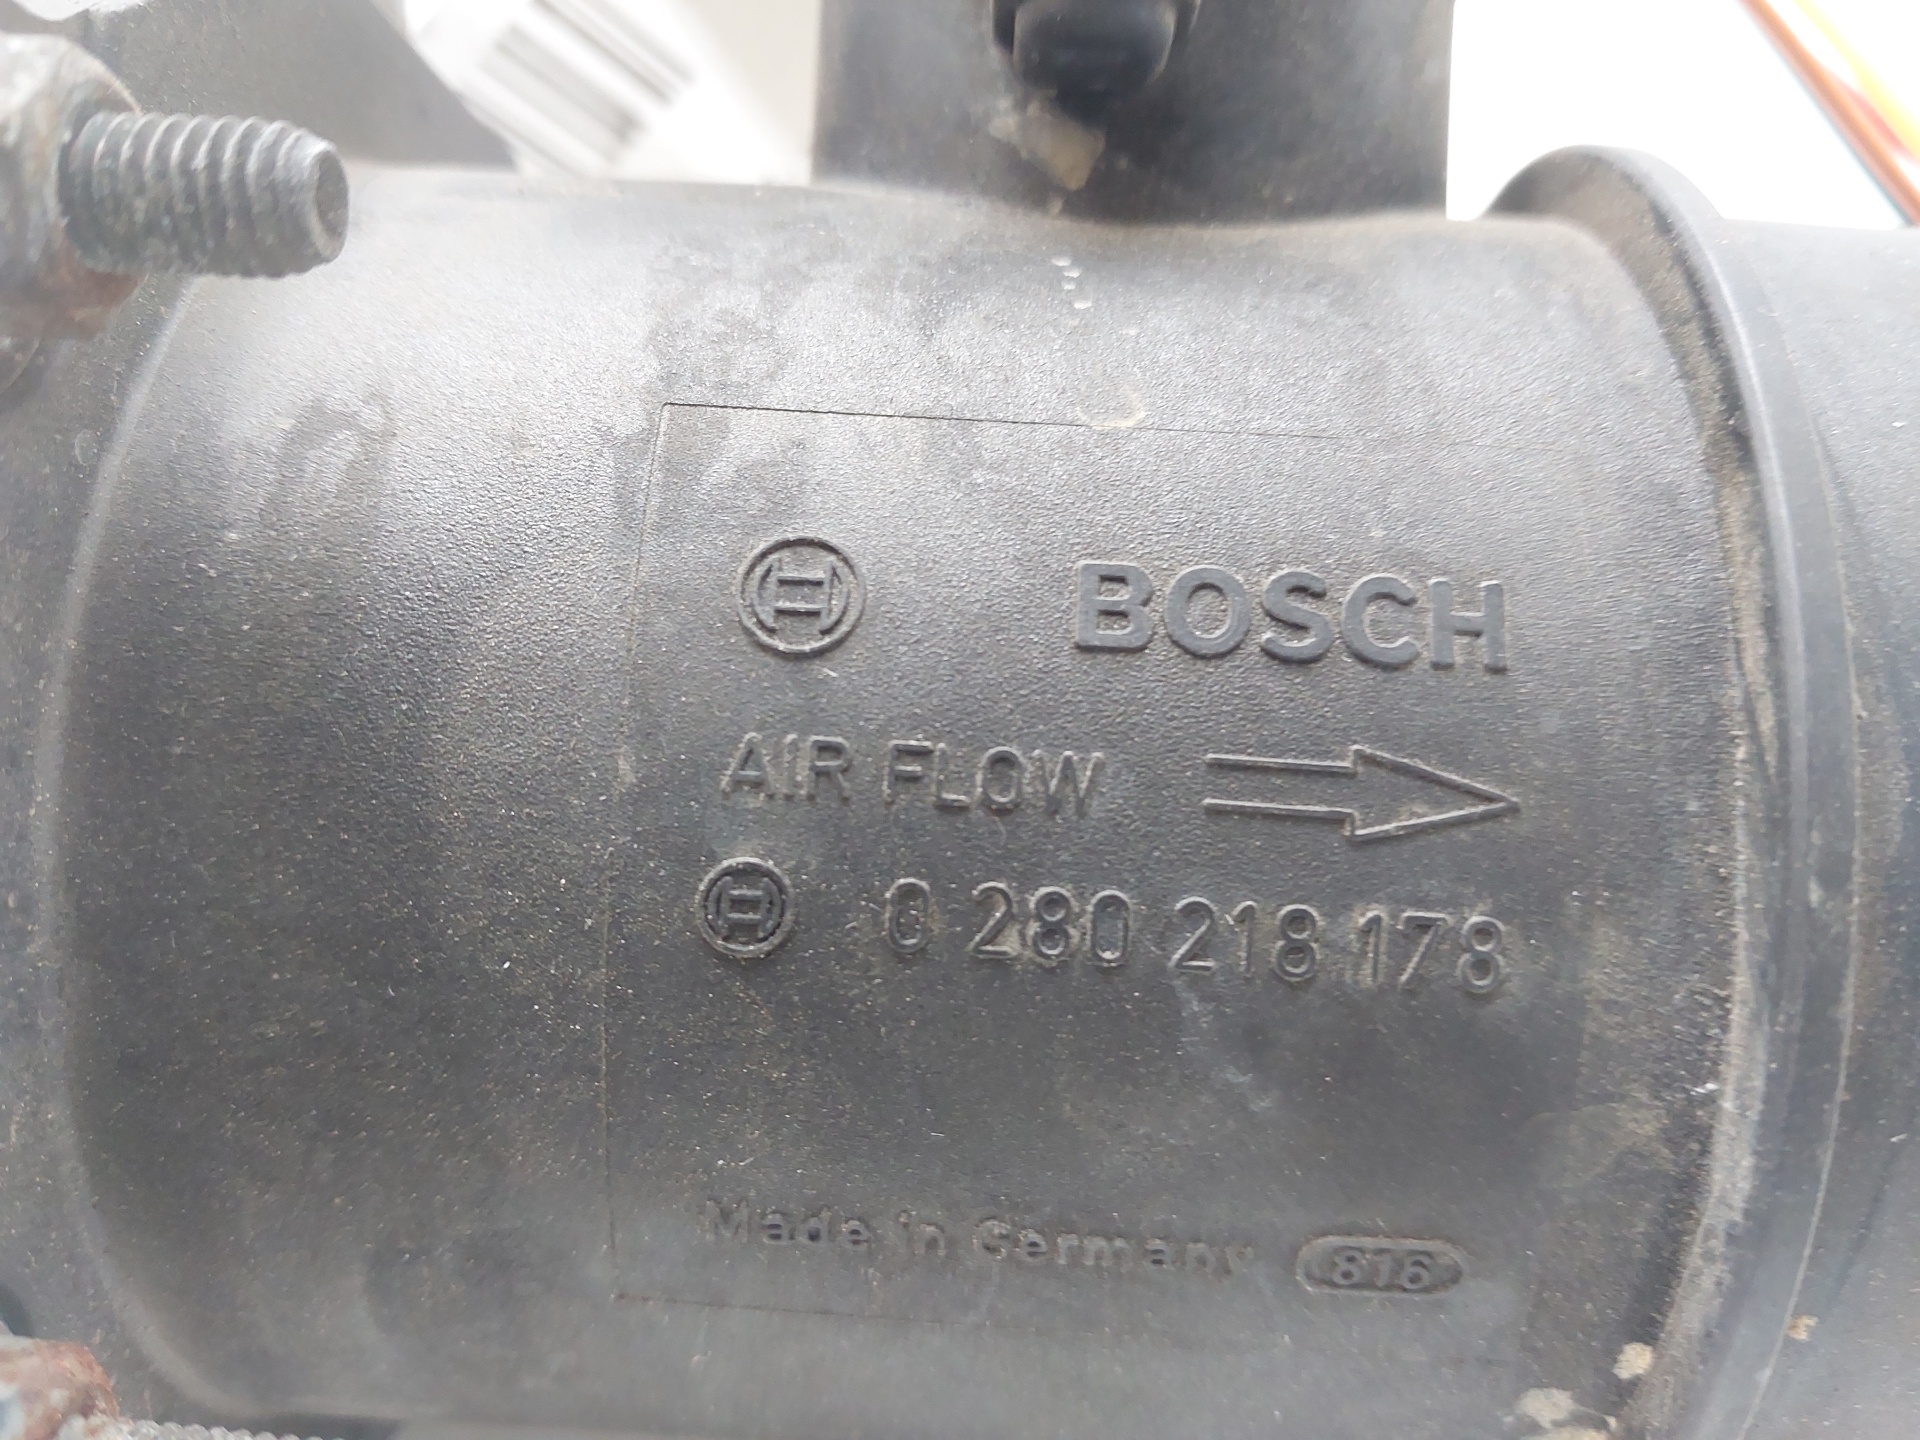 BOSCH
AIR FLOW
0 280 218 178
Made in Germany 816